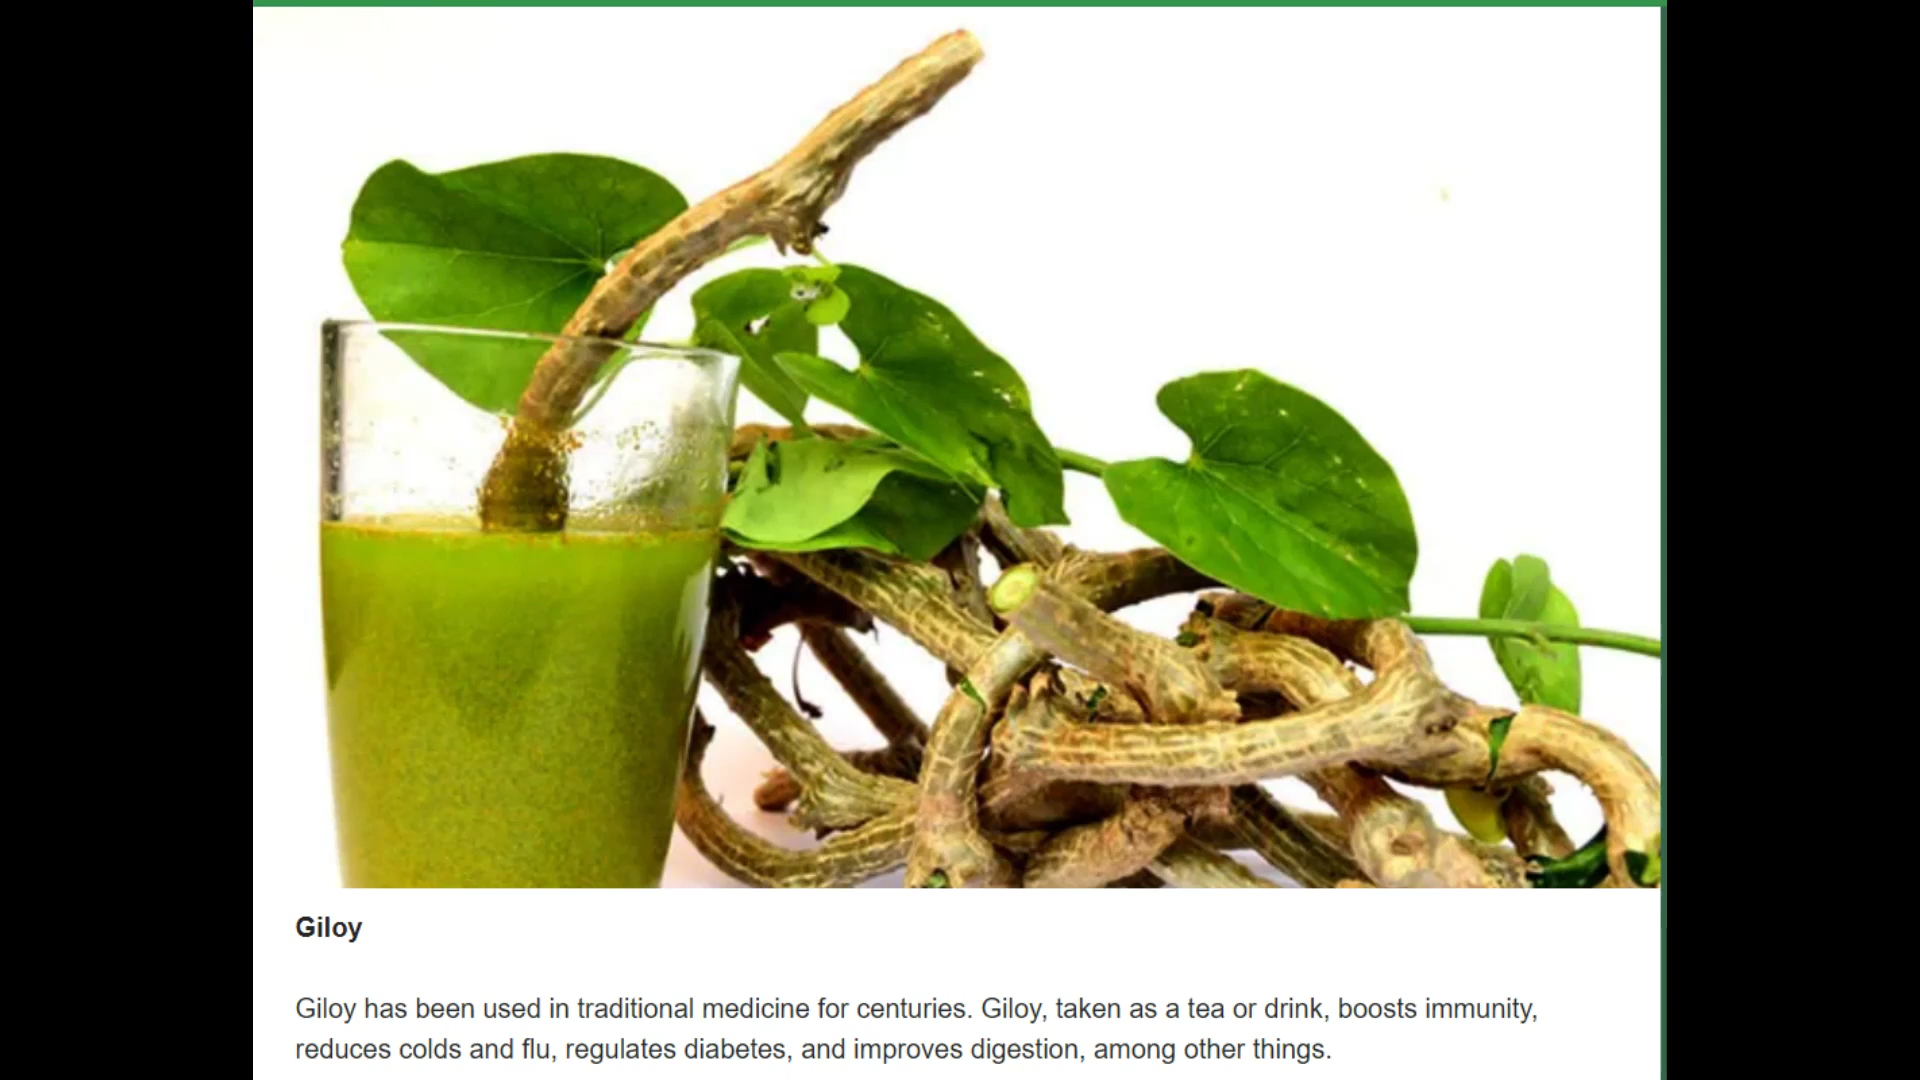 Giloy
Giloy has been used in traditional medicine for centuries. Giloy, taken as a tea or drink, boosts immunity,
reduces colds and flu, regulates diabetes, and improves digestion, among other things.